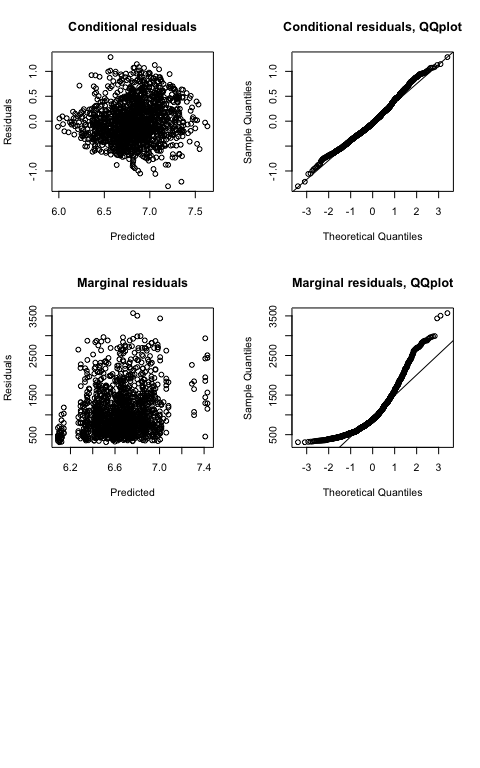 Conditional residuals
Residuals
-1.0 0.0 0.5 1.0
6.0 6.5 7.0 7.5
Predicted
Conditional residuals, QQplot
Sample Quantiles
-1.0 0.0 0.5 1.0
-3 -2 -1 0 1 2 3
Theoretical Quantiles
Marginal residuals
Residuals
500 1500 2500 3500
6.2 6.6 7.0 7.4
Predicted
Marginal residuals, QQplot
Sample Quantiles
500 1500 2500 3500
-3 -2 -1 0 1 2 3
Theoretical Quantiles